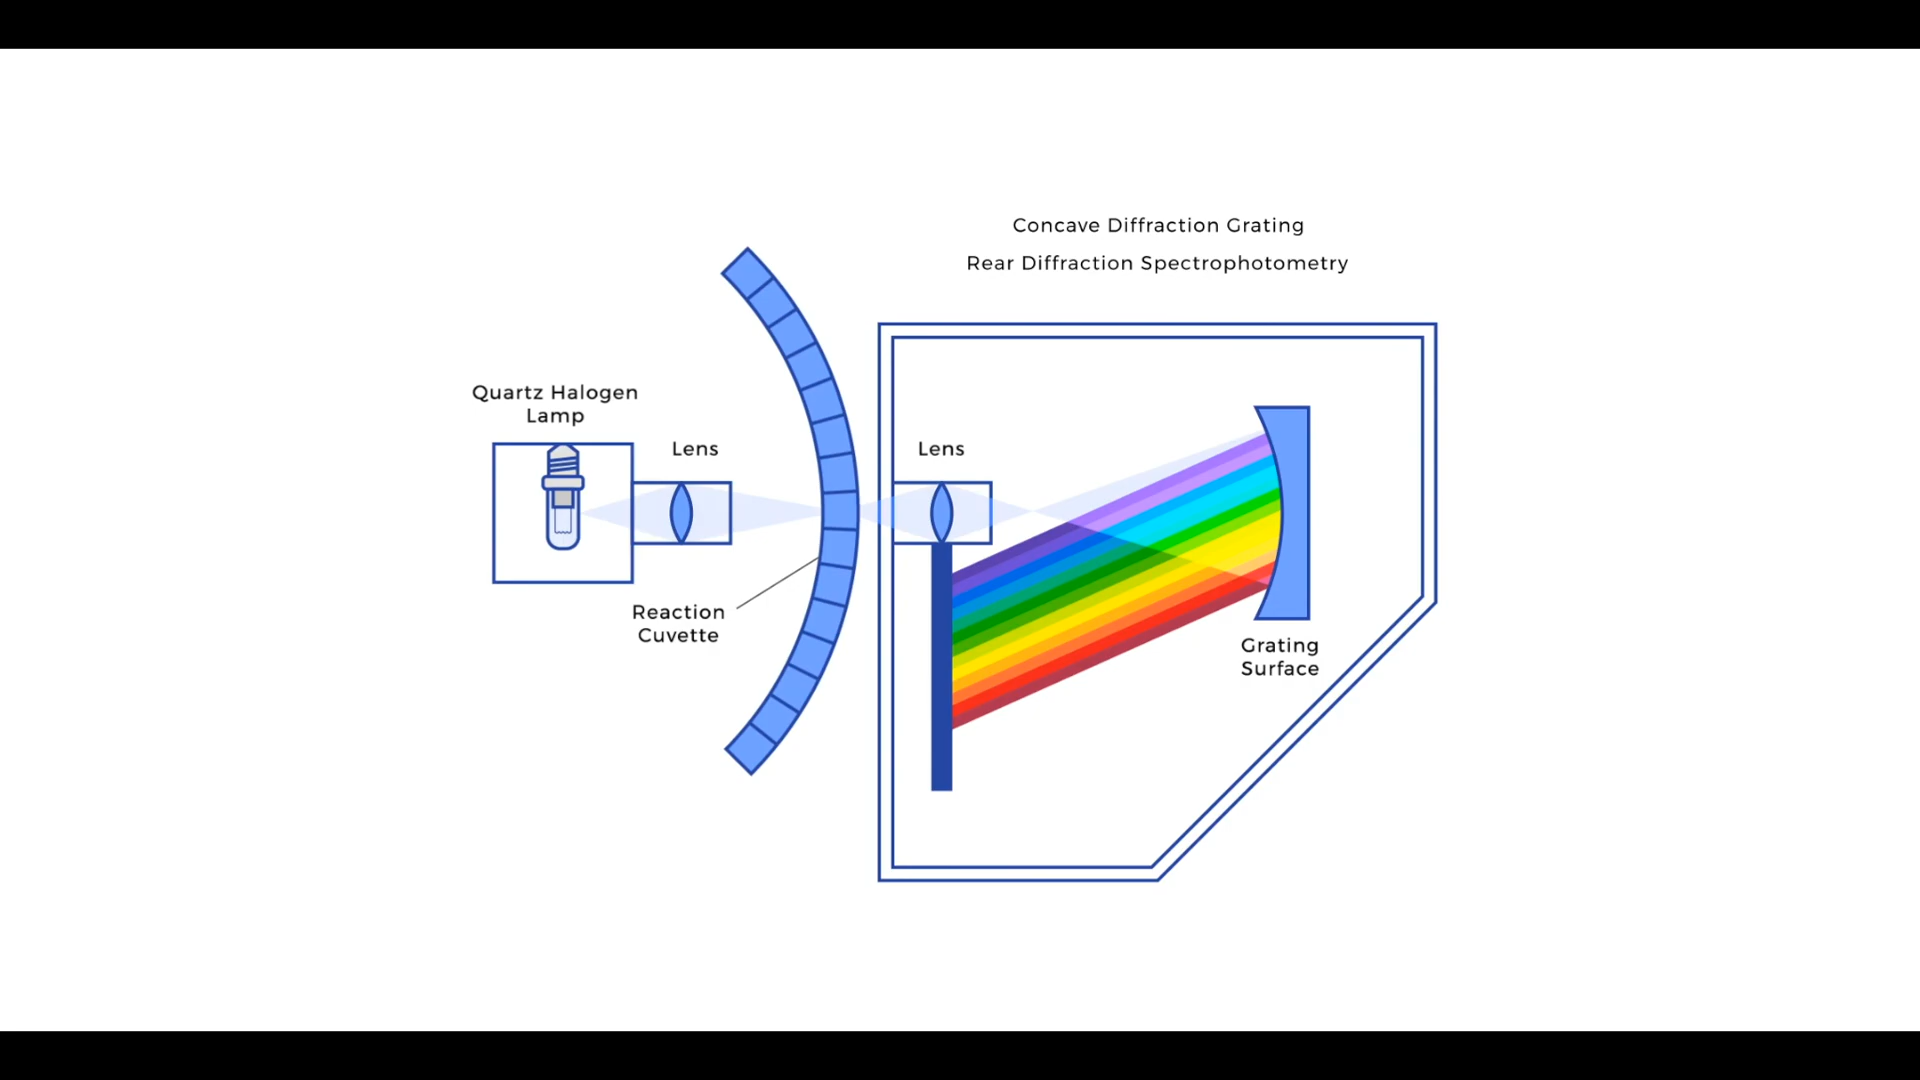 Concave Diffraction Grating
Rear Diffraction Spectrophotometry
Quartz Halogen
Lamp
Lens
Lens
Reaction
Cuvette
Grating
Surface